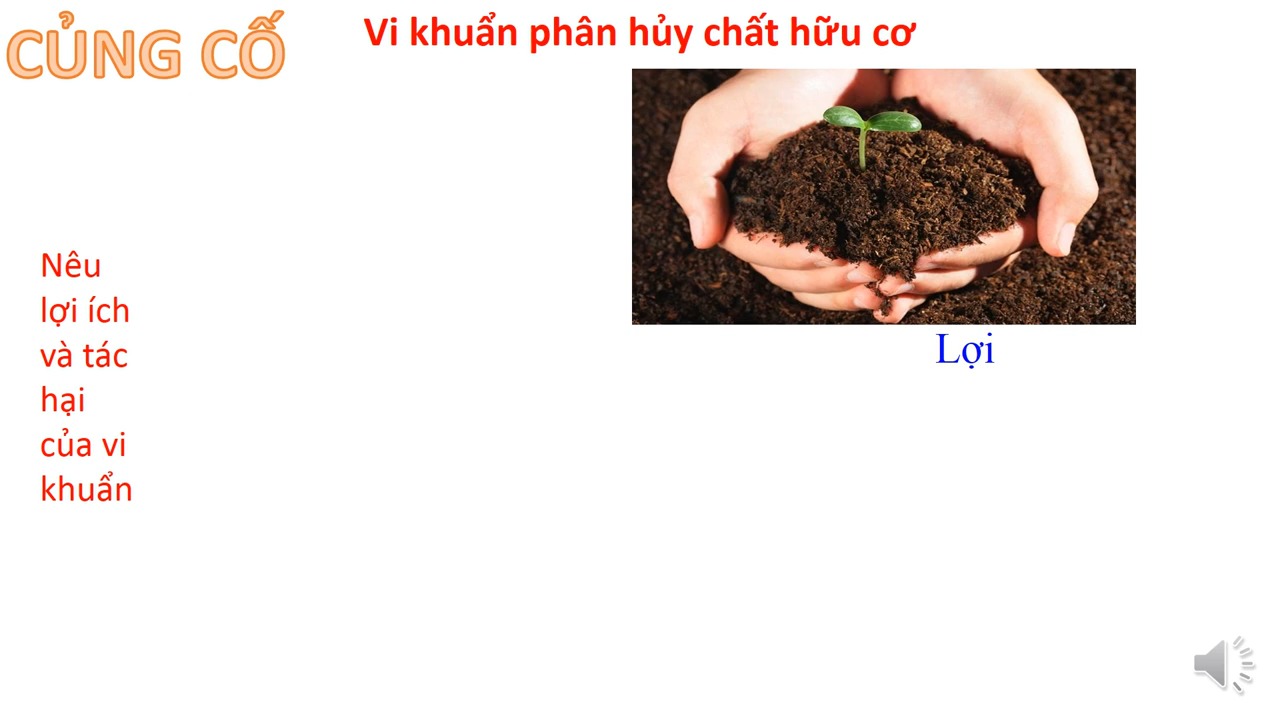 CỦNG CỐ
Vi khuẩn phân hủy chất hữu cơ
Lợi
Nêu
lợi ích
và tác
hại
của vi
khuẩn